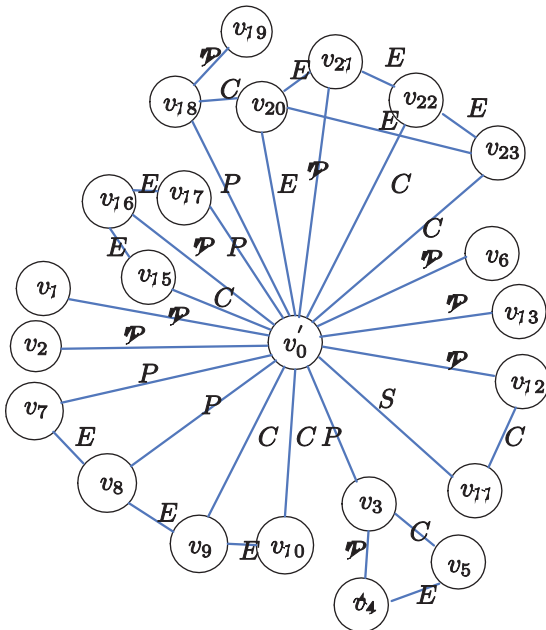 v19
𝒫
v21
E
E
v18
C
v20
v22
E
E
v23
𝒫
P
E
C
v16
E
v17
C
𝒫
P
E
v6
𝒫
v15
v1
C
𝒫
v13
𝒫
v2
𝒫
v0'
𝒫
v12
P
v7
P
S
E
C
C
P
C
v8
v11
v3
E
C
v9
E
v10
𝒫
v5
E
v4